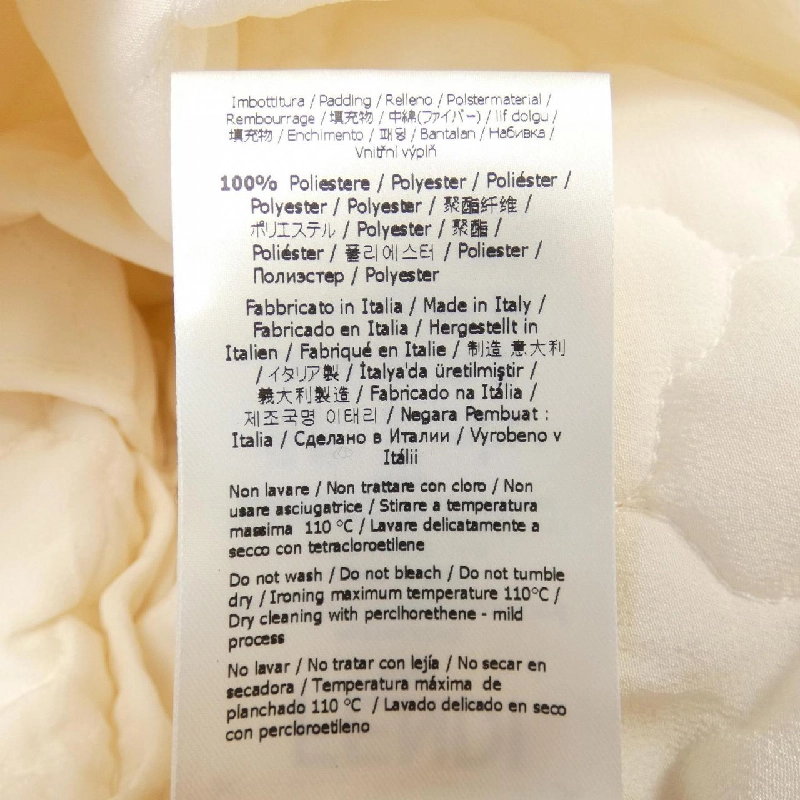 Imbottitura / Padding / Relleno / Polstermaterial /
Rembourrage / 填充物 / 中綿(ファイバー) / lif dolgu /
填充物 / Enchimento / 패딩 / Bantalan / Набивка /
Vnitřní výplň
100% Poliestere / Polyester / Poliéster /
Polyester / Polyester / 聚酯纤维 /
ポリエステル / Polyester / 聚酯 /
Poliéster / 폴리에스터 / Poliester /
Полиэстер / Polyester
Fabbricato in Italia / Made in Italy /
Fabricado en Italia / Hergestellt in
Italien / Fabriqué en Italie / 制造 意大利
/ イタリア製 / İtalya'da üretilmiştir /
義大利製造 / Fabricado na Itália /
제조국명 이태리 / Negara Pembuat :
Italia / Сделано в Италии / Vyrobeno v
Itálii
Non lavare / Non trattare con cloro / Non
usare asciugatrice / Stirare a temperatura
massima 110 °C / Lavare delicatamente a
secco con tetracloroetilene
Do not wash / Do not bleach / Do not tumble
dry / Ironing maximum temperature 110°C /
Dry cleaning with perclhorethene - mild
process
No lavar / No tratar con lejía / No secar en
secadora / Temperatura máxima de
planchado 110 °C / Lavado delicado en seco
con percloroetileno